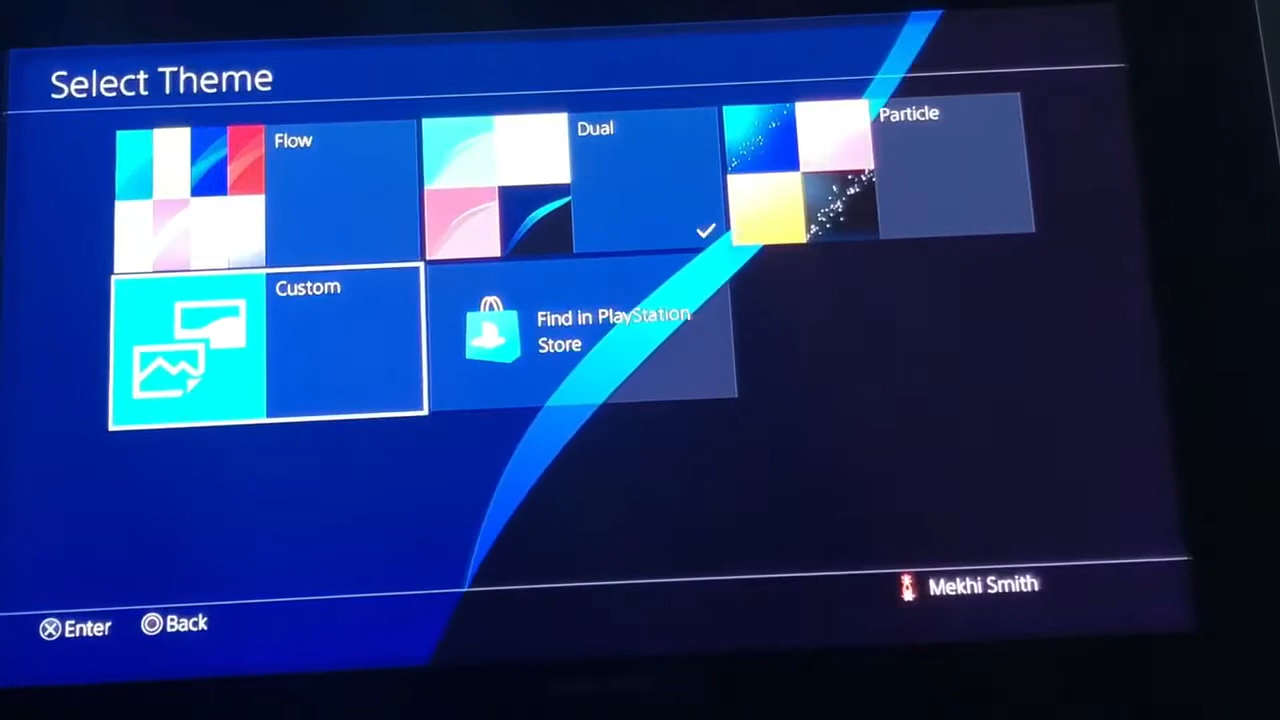 Select Theme
Flow
Dual
Particle
Custom
Find in PlayStation
Store
Mekhi Smith
Enter
Back